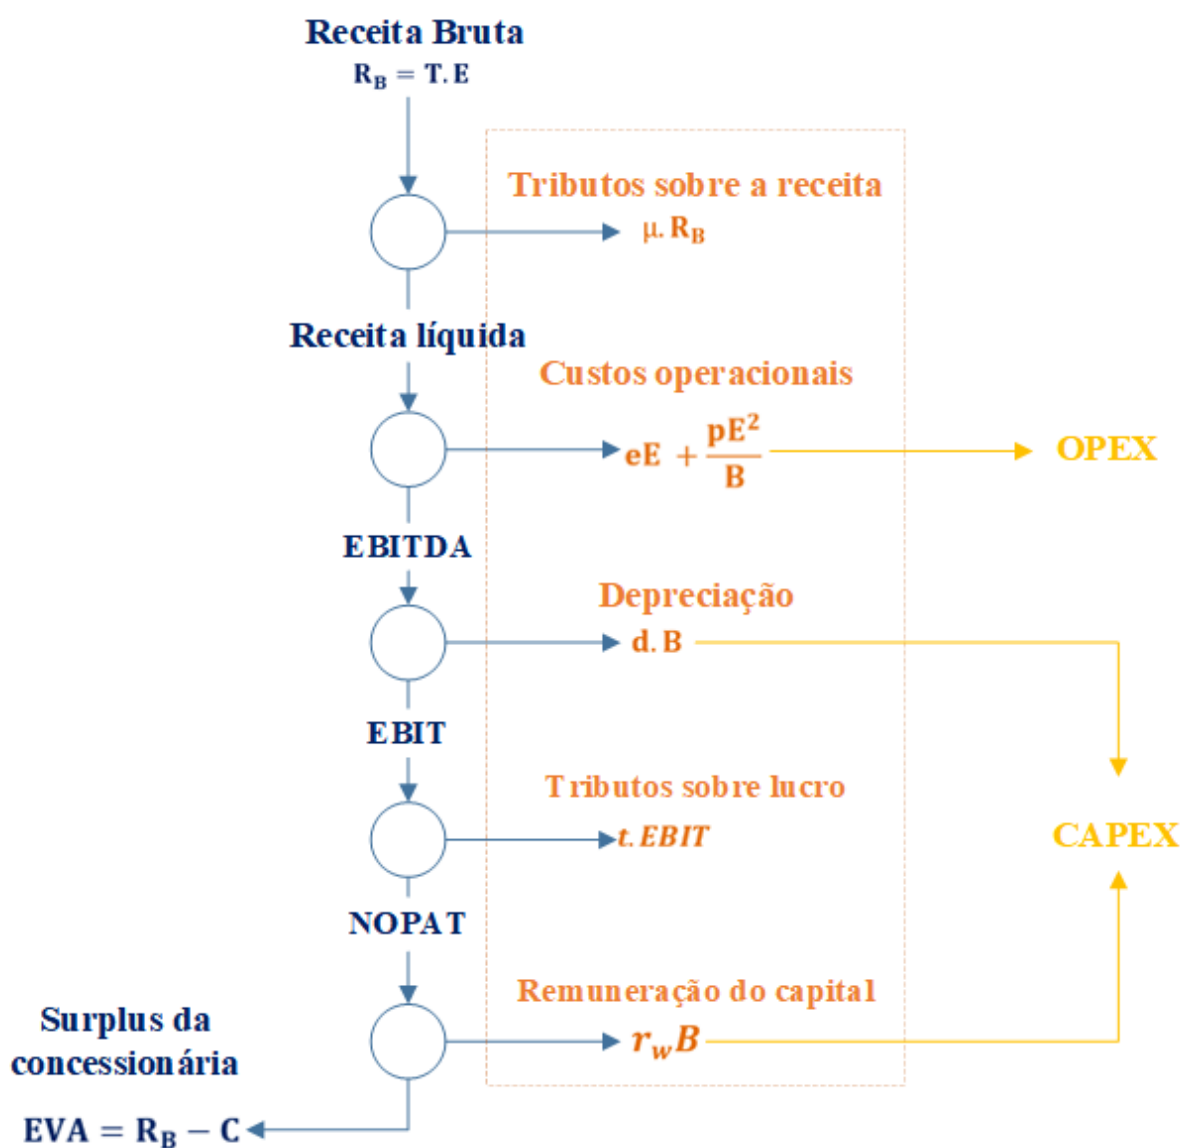 Receita Bruta
R_B = T.E
Tributos sobre a receita
μ.R_B
Receita líquida
Custos operacionais
eE + pE²/B
OPEX
EBITDA
Depreciação
d.B
EBIT
Tributos sobre lucro
t.EBIT
CAPEX
NOPAT
Remuneração do capital
r_wB
Surplus da
concessionária
EVA = R_B − C